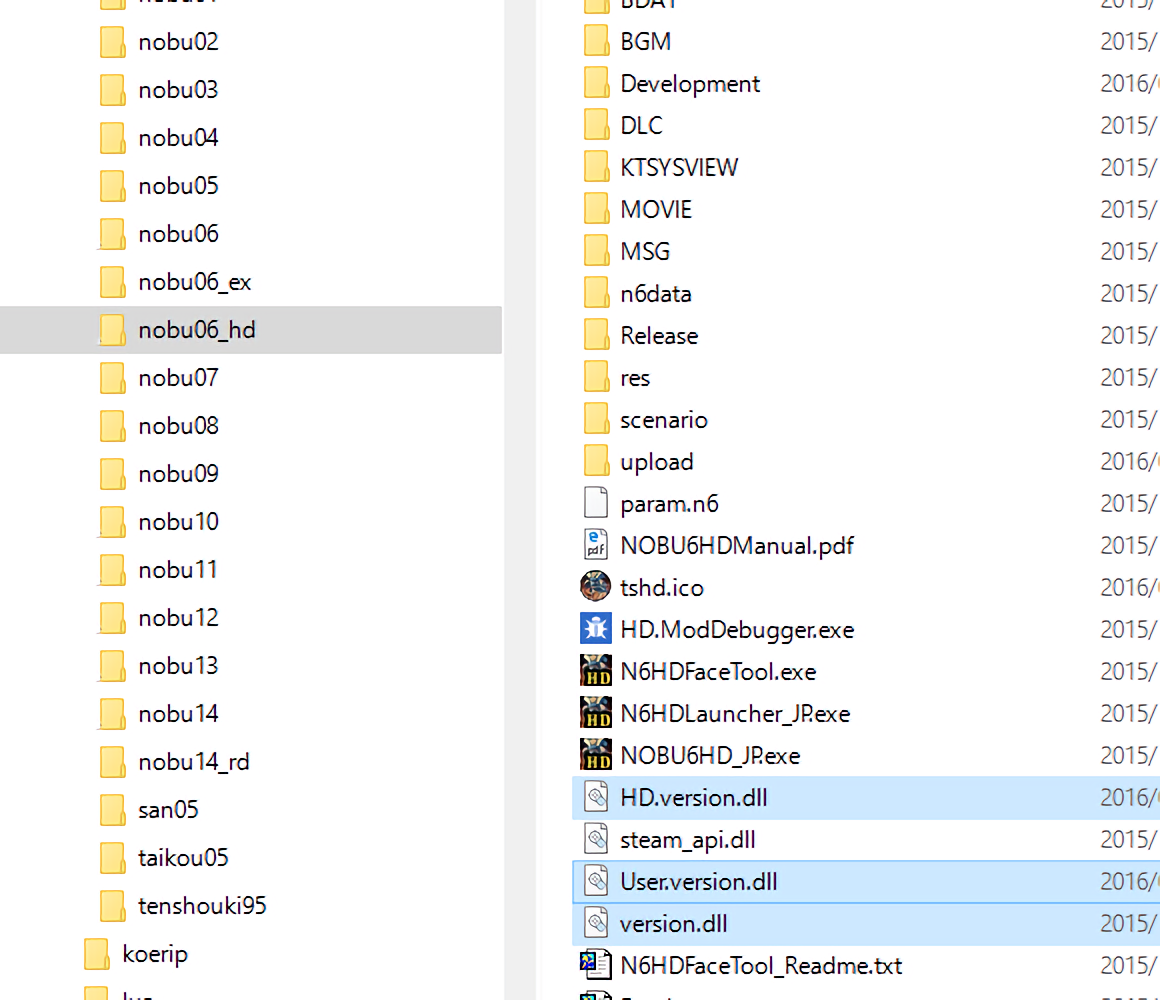 nobu02
nobu03
nobu04
nobu05
nobu06
nobu06_ex
nobu06_hd
nobu07
nobu08
nobu09
nobu10
nobu11
nobu12
nobu13
nobu14
nobu14_rd
san05
taikou05
tenshouki95
koerip
BDAT
BGM 2015/
Development 2016/
DLC 2015/
KTSYSVIEW 2015/
MOVIE 2015/
MSG 2015/
n6data 2015/
Release 2015/
res 2015/
scenario 2015/
upload 2016/
param.n6 2015/
NOBU6HDManual.pdf 2015/
tshd.ico 2016/
HD.ModDebugger.exe 2015/
N6HDFaceTool.exe 2015/
N6HDLauncher_JP.exe 2015/
NOBU6HD_JP.exe 2015/
HD.version.dll 2016/
steam_api.dll 2015/
User.version.dll 2016/
version.dll 2015/
N6HDFaceTool_Readme.txt 2015/